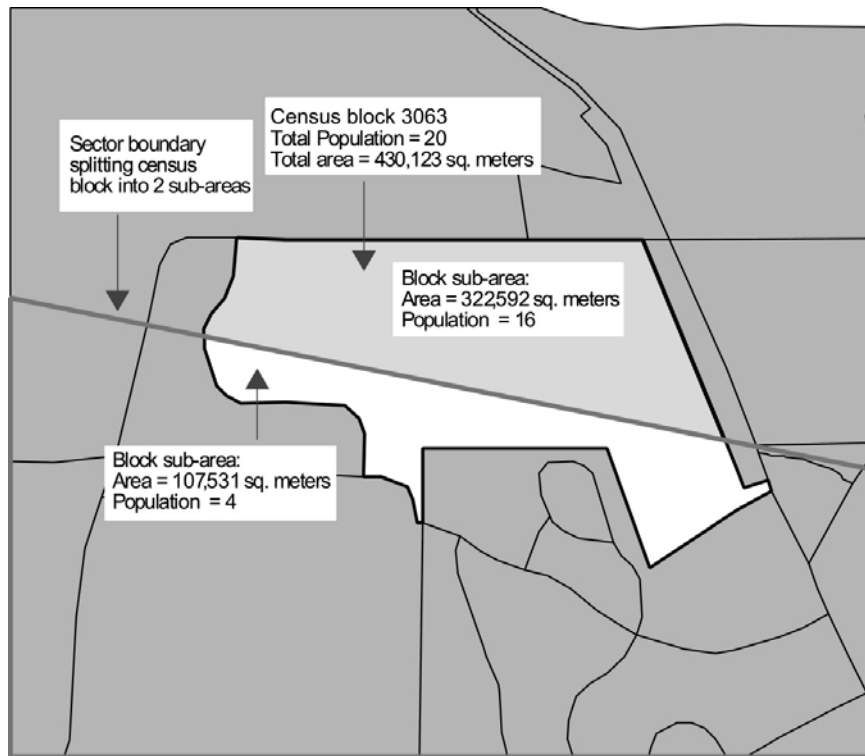 Census block 3063
Total Population = 20
Total area = 430,123 sq. meters
Sector boundary
splitting census
block into 2 sub-areas
Block sub-area:
Area = 322,592 sq. meters
Population = 16
Block sub-area:
Area = 107,531 sq. meters
Population = 4